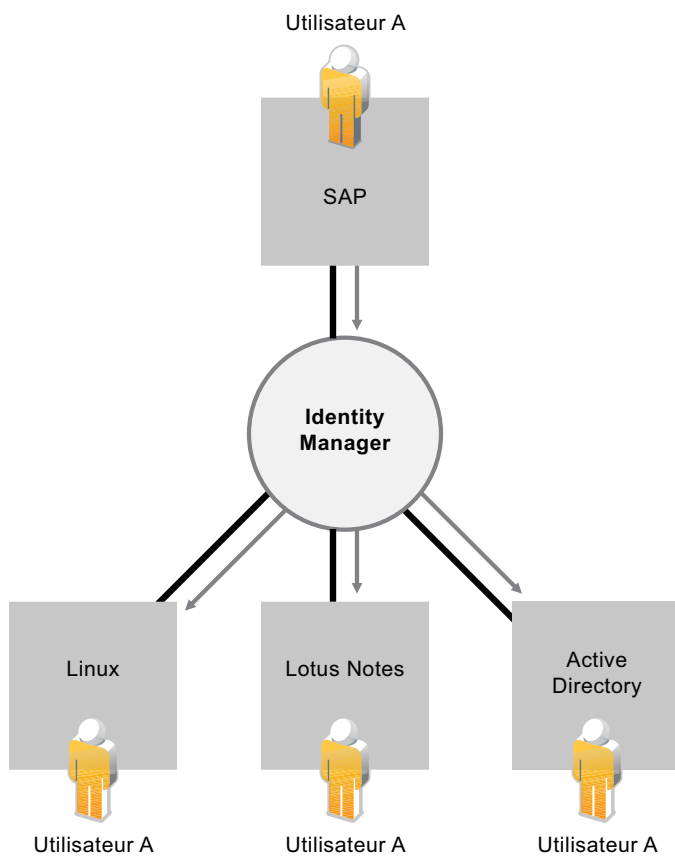 Utilisateur A
SAP
Identity
Manager
Linux
Lotus Notes
Active
Directory
Utilisateur A
Utilisateur A
Utilisateur A